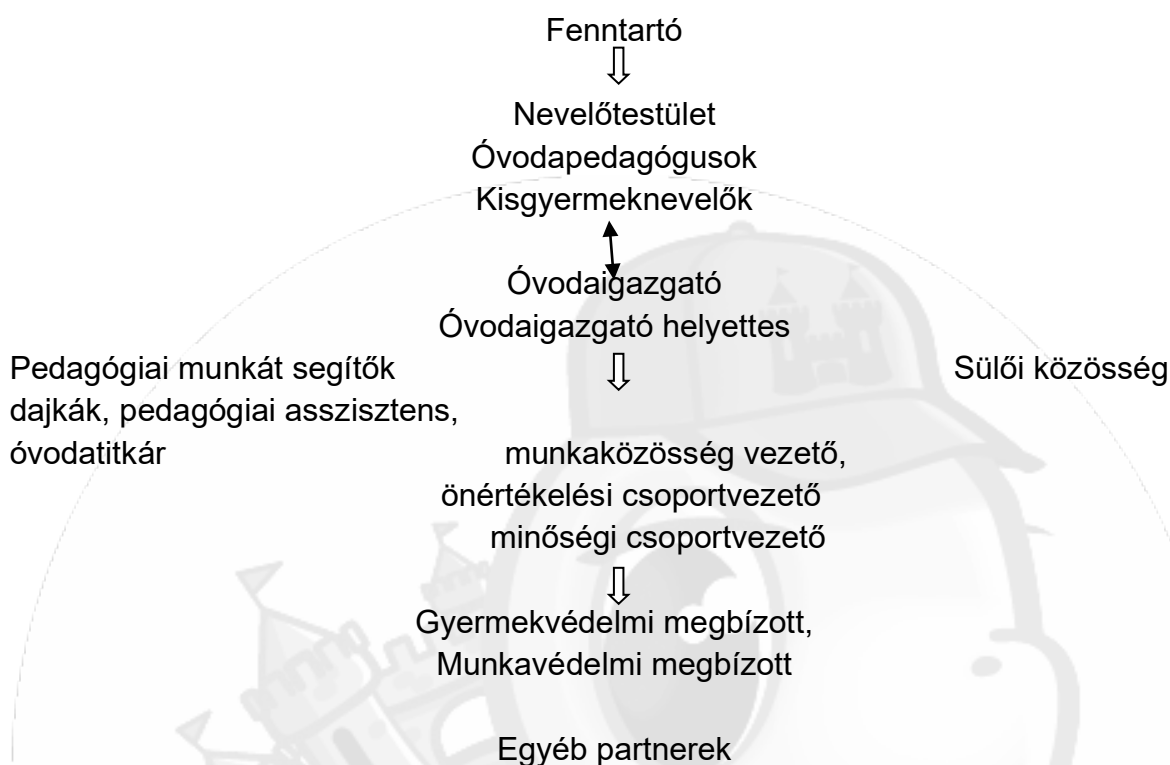 Fenntartó
Nevelőtestület
Óvodapedagógusok
Kisgyermeknevelők
Óvodaigazgató
Óvodaigazgató helyettes
Pedagógiai munkát segítők
Sülői közösség
dajkák, pedagógiai asszisztens,
óvodatitkár
munkaközösség vezető,
önértékelési csoportvezető
minőségi csoportvezető
Gyermekvédelmi megbízott,
Munkavédelmi megbízott
Egyéb partnerek